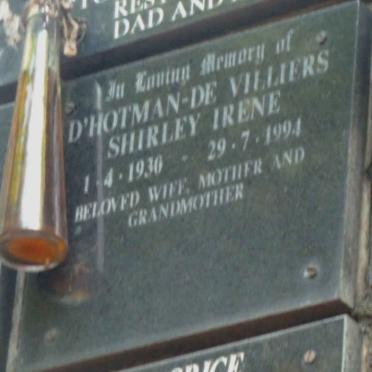 REST
DAD AND
In Loving Memory of
D'HOTMAN-DE VILLIERS
SHIRLEY IRENE
1·4·1930 - 29·7·1994
BELOVED WIFE, MOTHER AND
GRANDMOTHER